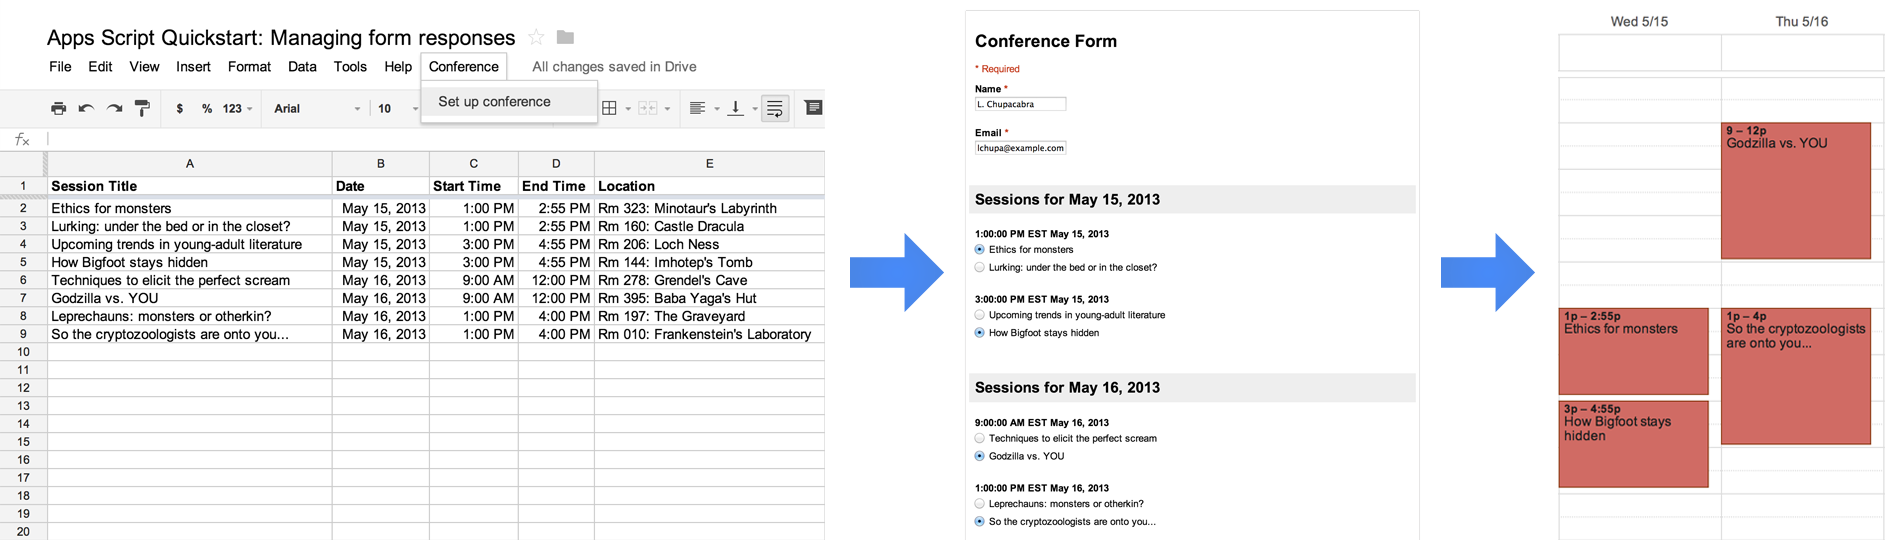 Apps Script Quickstart: Managing form responses
File Edit View Insert Format Data Tools Help Conference All changes saved in Drive
Set up conference
$ % 123 Arial 10
fx
A B C D E
1 Session Title Date Start Time End Time Location
2 Ethics for monsters May 15, 2013 1:00 PM 2:55 PM Rm 323: Minotaur's Labyrinth
3 Lurking: under the bed or in the closet? May 15, 2013 1:00 PM 2:55 PM Rm 160: Castle Dracula
4 Upcoming trends in young-adult literature May 15, 2013 3:00 PM 4:55 PM Rm 206: Loch Ness
5 How Bigfoot stays hidden May 15, 2013 3:00 PM 4:55 PM Rm 144: Imhotep's Tomb
6 Techniques to elicit the perfect scream May 16, 2013 9:00 AM 12:00 PM Rm 278: Grendel's Cave
7 Godzilla vs. YOU May 16, 2013 9:00 AM 12:00 PM Rm 395: Baba Yaga's Hut
8 Leprechauns: monsters or otherkin? May 16, 2013 1:00 PM 4:00 PM Rm 197: The Graveyard
9 So the cryptozoologists are onto you... May 16, 2013 1:00 PM 4:00 PM Rm 010: Frankenstein's Laboratory
10
11
12
13
14
15
16
17
18
19
20
Conference Form
* Required
Name *
L. Chupacabra
Email *
lchupa@example.com
Sessions for May 15, 2013
1:00:00 PM EST May 15, 2013
Ethics for monsters
Lurking: under the bed or in the closet?
3:00:00 PM EST May 15, 2013
Upcoming trends in young-adult literature
How Bigfoot stays hidden
Sessions for May 16, 2013
9:00:00 AM EST May 16, 2013
Techniques to elicit the perfect scream
Godzilla vs. YOU
1:00:00 PM EST May 16, 2013
Leprechauns: monsters or otherkin?
So the cryptozoologists are onto you...
Wed 5/15 Thu 5/16
9 – 12p
Godzilla vs. YOU
1p – 2:55p
Ethics for monsters
1p – 4p
So the cryptozoologists
are onto you...
3p – 4:55p
How Bigfoot stays
hidden